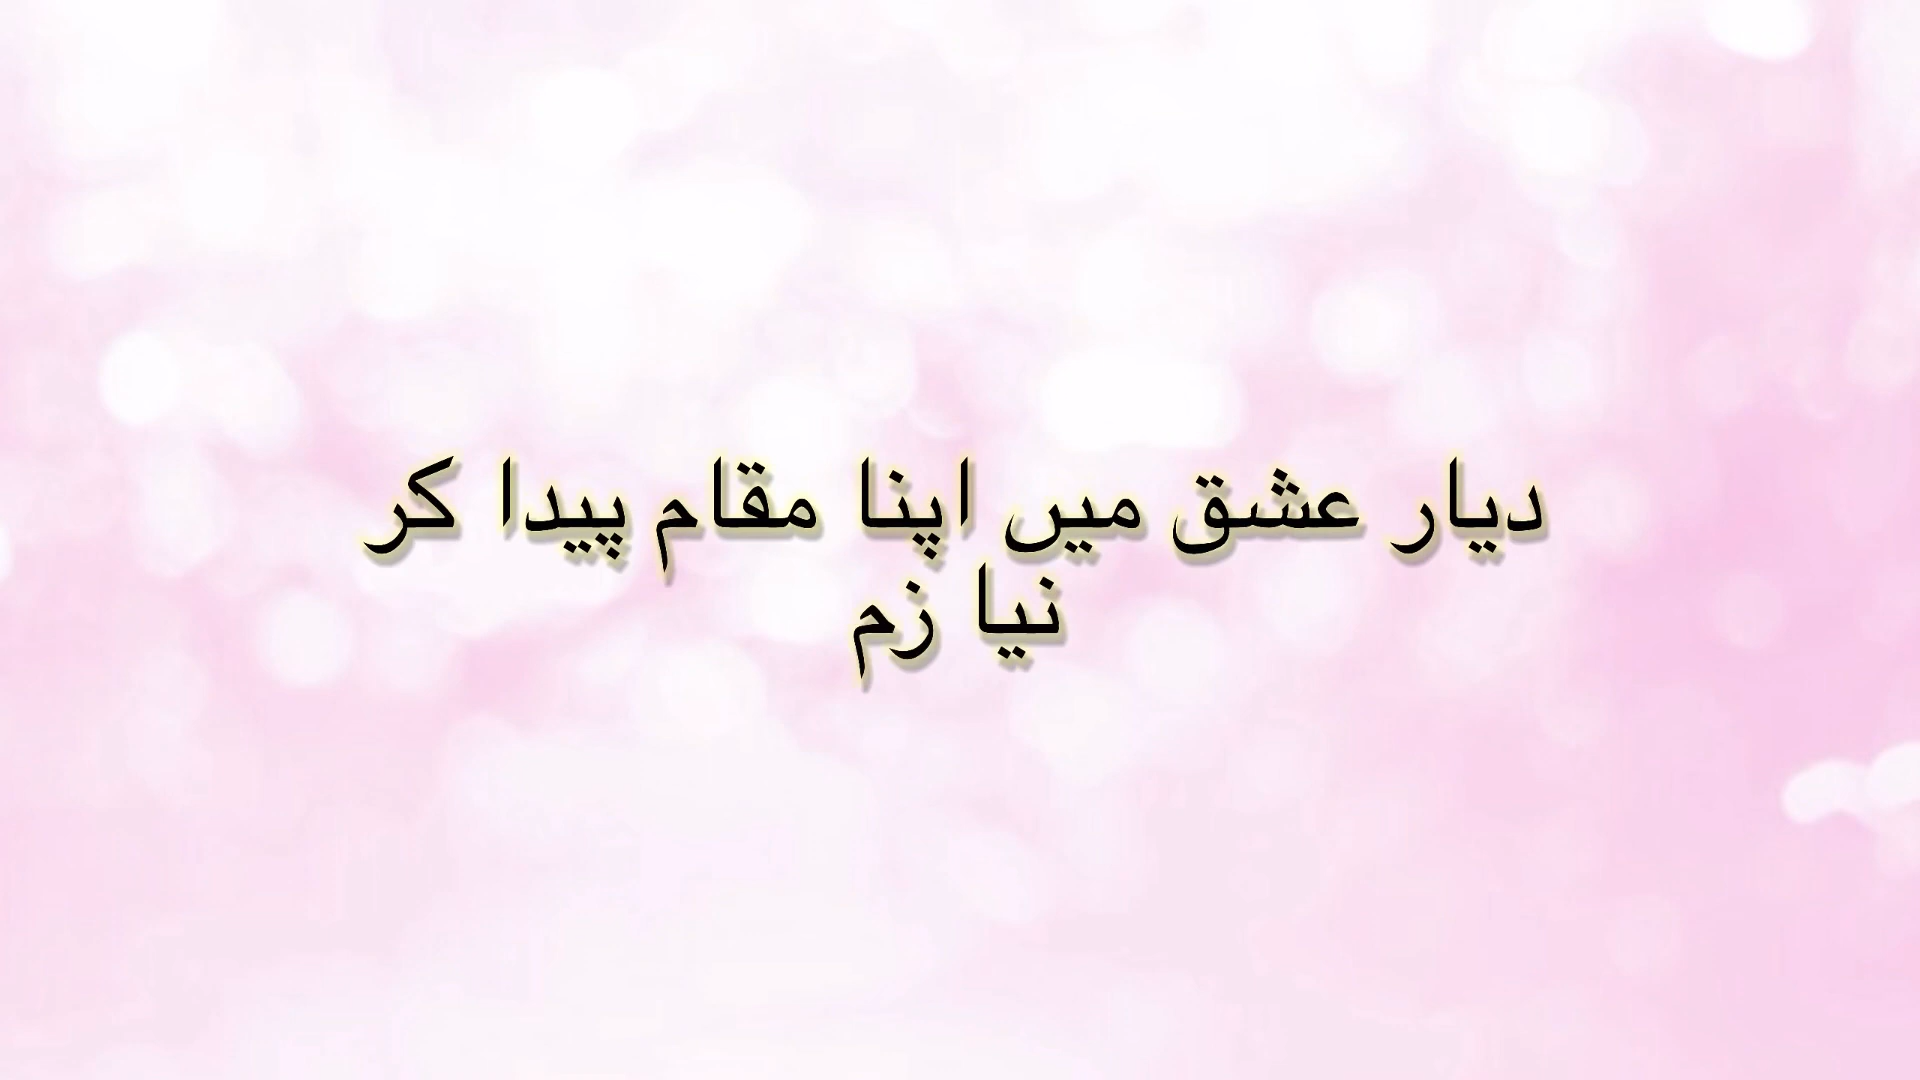 دیار عشق میں اپنا مقام پیدا کر
نیا زم